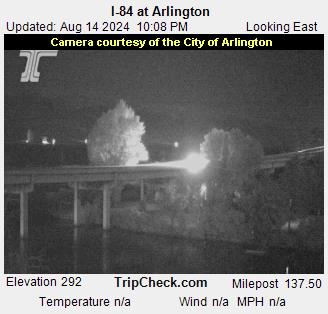 I-84 at Arlington
Updated: Aug 14 2024 10:08 PM Looking East
Camera courtesy of the City of Arlington
Elevation 292 TripCheck.com Milepost 137.50
Temperature n/a Wind n/a MPH n/a